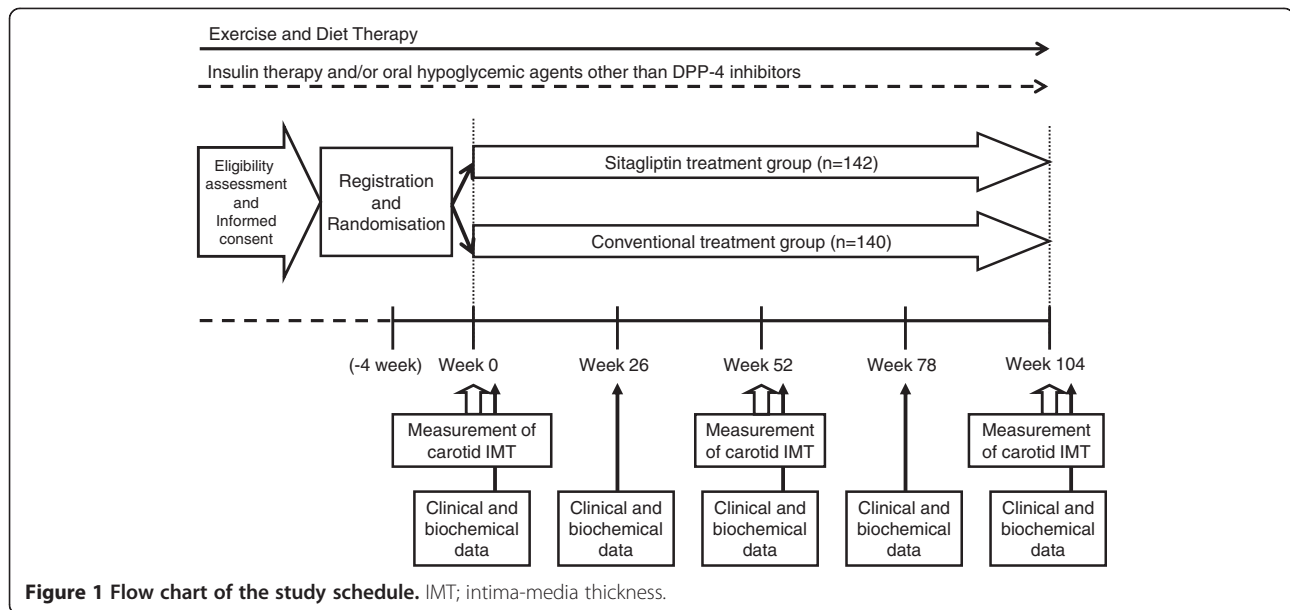 Exercise and Diet Therapy
Insulin therapy and/or oral hypoglycemic agents other than DPP-4 inhibitors
Eligibility
assessment
and
Informed
consent
Registration
and
Randomisation
Sitagliptin treatment group (n=142)
Conventional treatment group (n=140)
(-4 week)
Week 0
Week 26
Week 52
Week 78
Week 104
Measurement of
carotid IMT
Measurement
of carotid IMT
Measurement
of carotid IMT
Clinical and
biochemical
data
Clinical and
biochemical
data
Clinical and
biochemical
data
Clinical and
biochemical
data
Clinical and
biochemical
data
Figure 1 Flow chart of the study schedule. IMT; intima-media thickness.